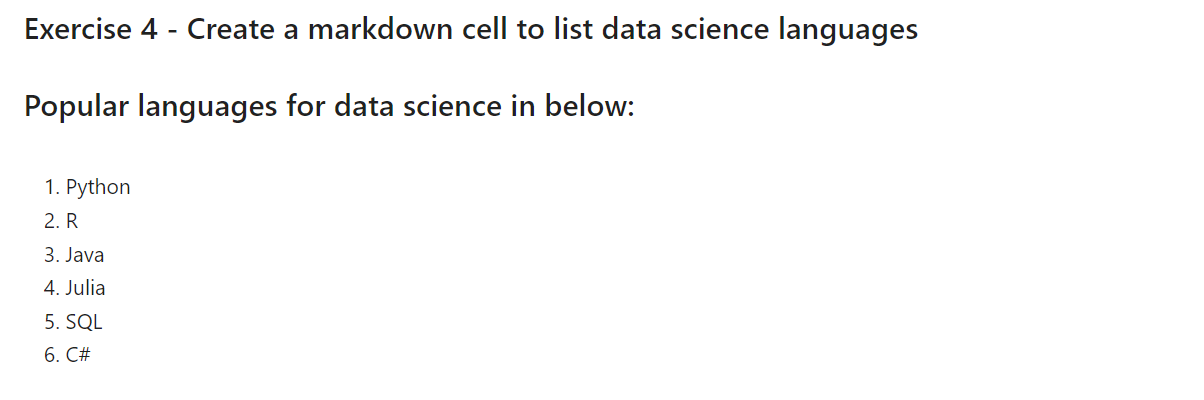 Exercise 4 - Create a markdown cell to list data science languages
Popular languages for data science in below:
1. Python
2. R
3. Java
4. Julia
5. SQL
6. C#